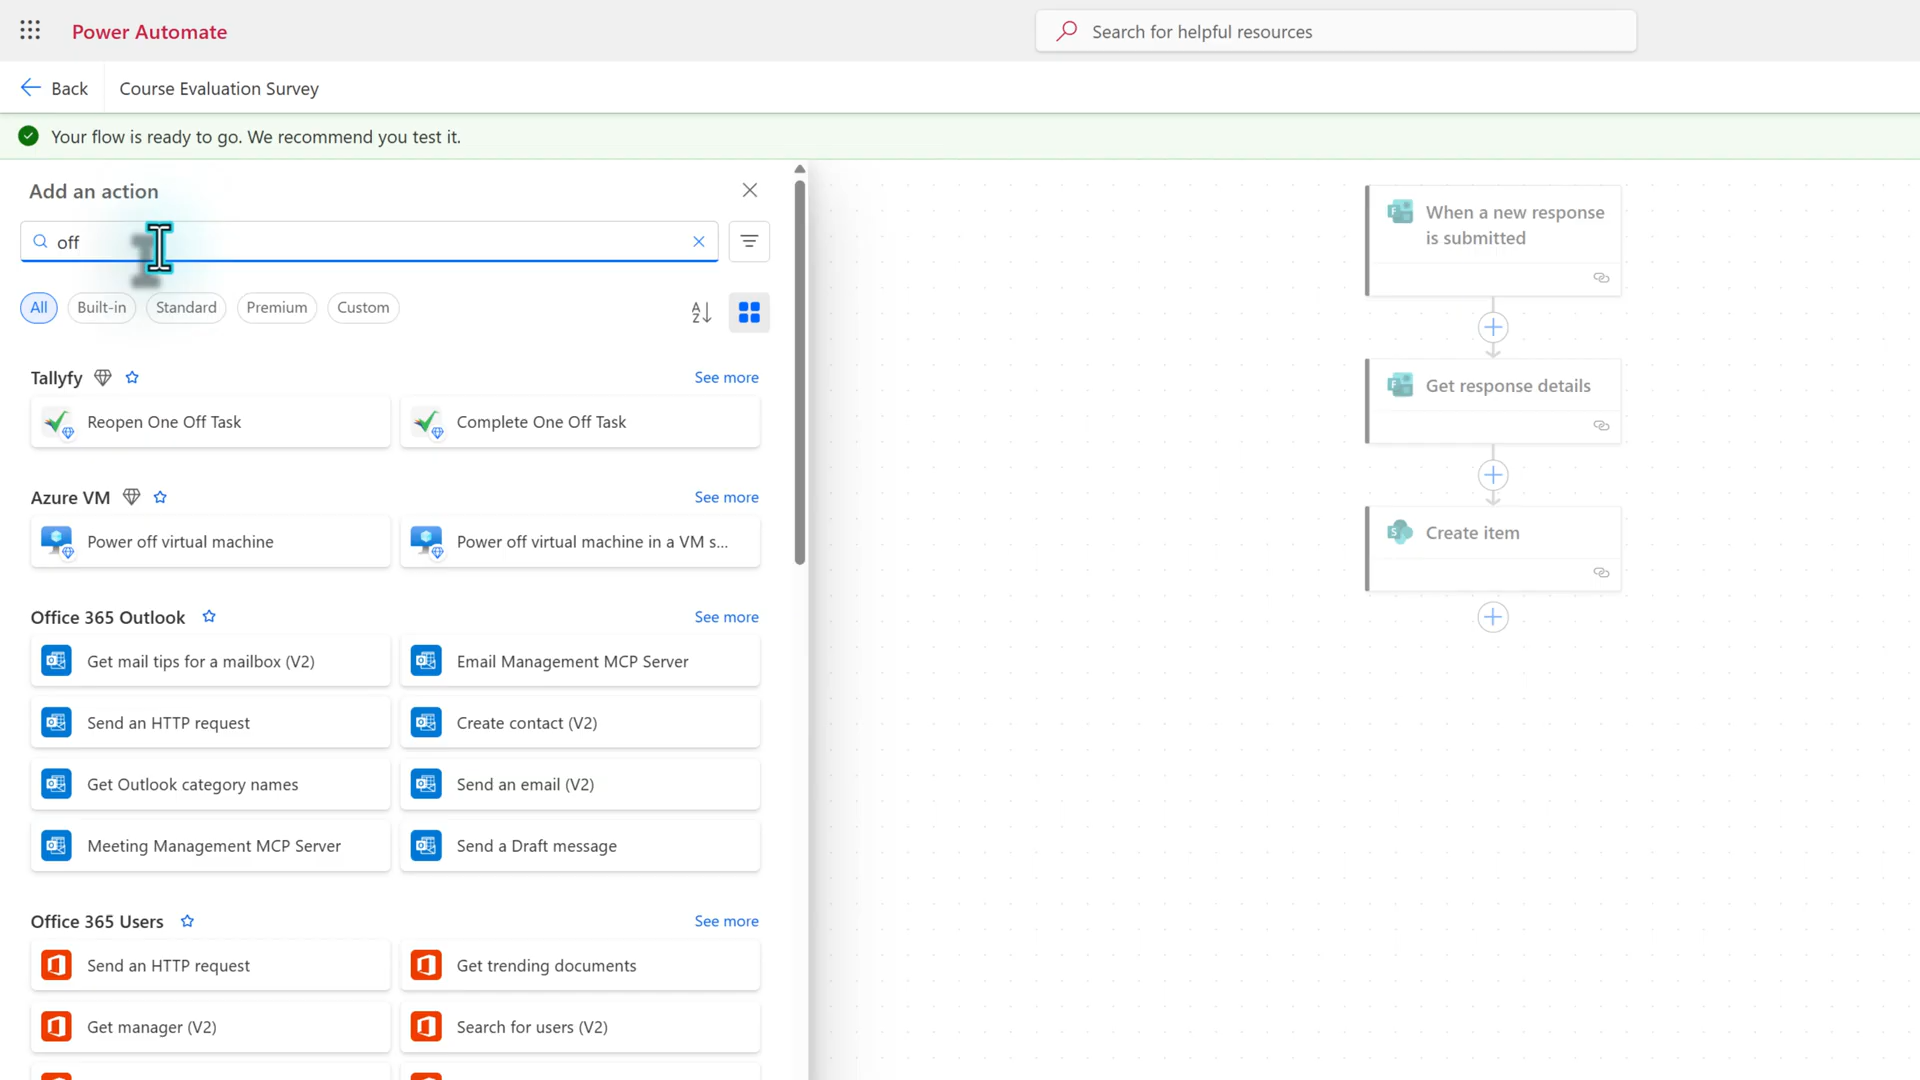 Power Automate
Search for helpful resources
Back
Course Evaluation Survey
Your flow is ready to go. We recommend you test it.
Add an action
off
All
Built-in
Standard
Premium
Custom
Tallyfy
See more
Reopen One Off Task
Complete One Off Task
Azure VM
See more
Power off virtual machine
Power off virtual machine in a VM s...
Office 365 Outlook
See more
Get mail tips for a mailbox (V2)
Email Management MCP Server
Send an HTTP request
Create contact (V2)
Get Outlook category names
Send an email (V2)
Meeting Management MCP Server
Send a Draft message
Office 365 Users
See more
Send an HTTP request
Get trending documents
Get manager (V2)
Search for users (V2)
When a new response
is submitted
Get response details
Create item